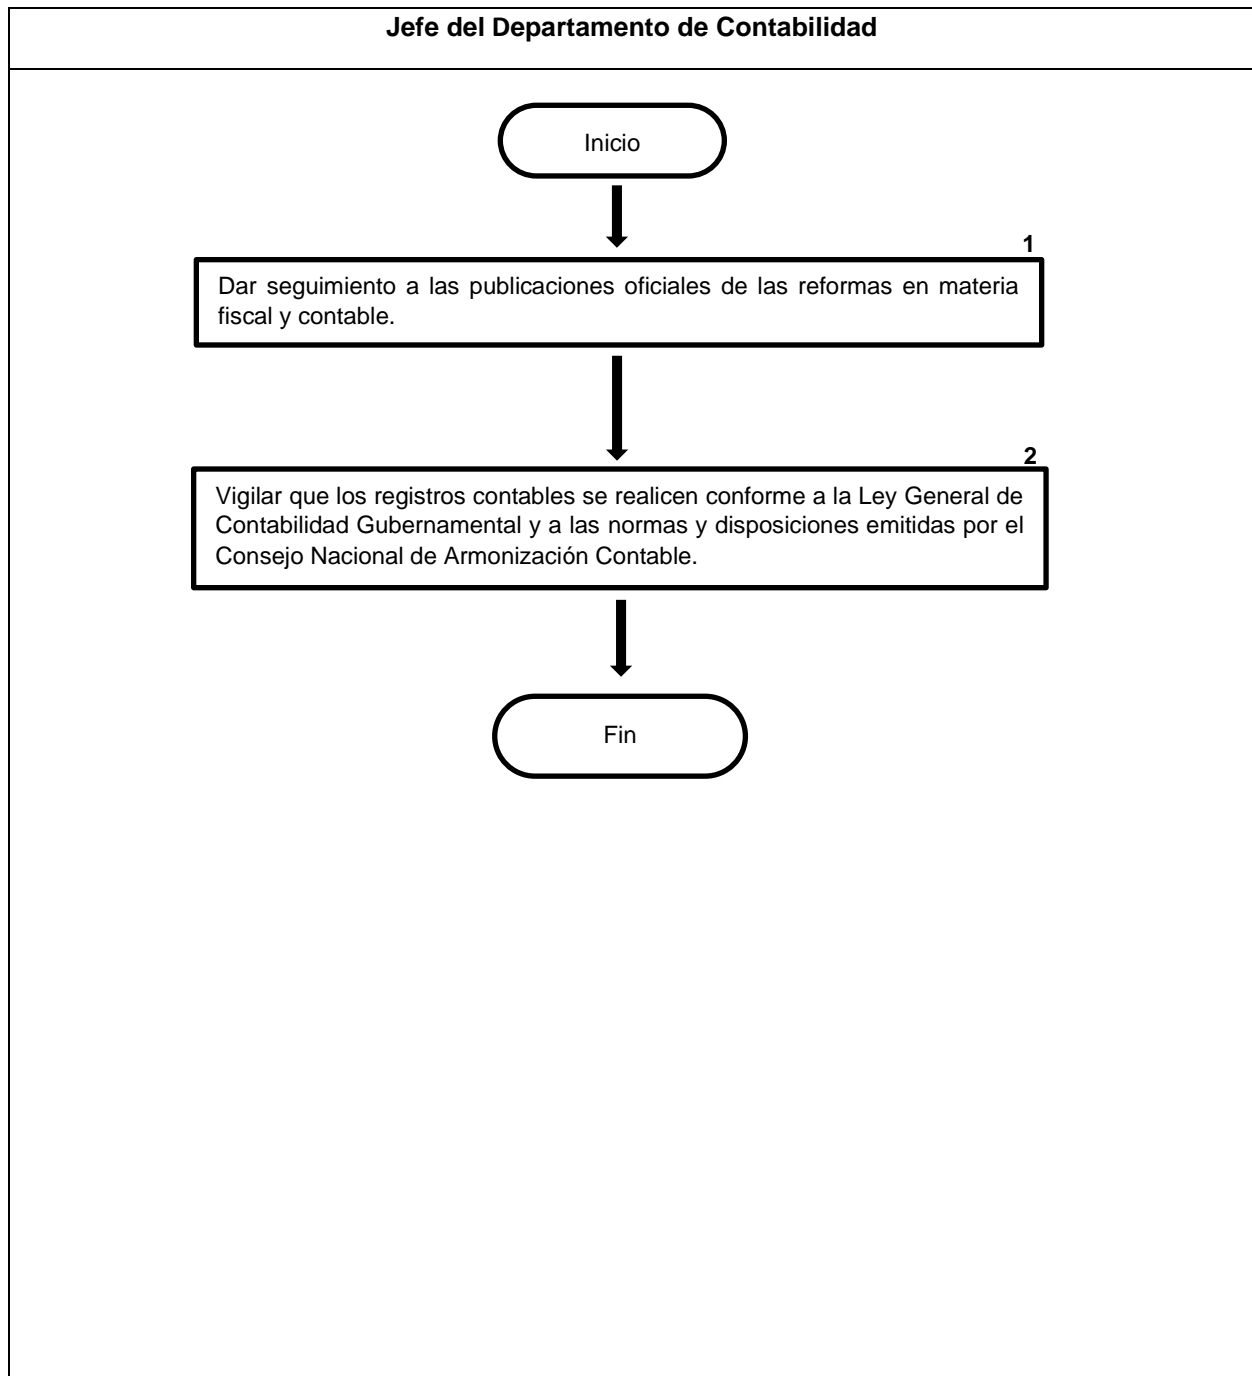 Jefe del Departamento de Contabilidad
Inicio
1
Dar seguimiento a las publicaciones oficiales de las reformas en materia
fiscal y contable.
2
Vigilar que los registros contables se realicen conforme a la Ley General de
Contabilidad Gubernamental y a las normas y disposiciones emitidas por el
Consejo Nacional de Armonización Contable.
Fin